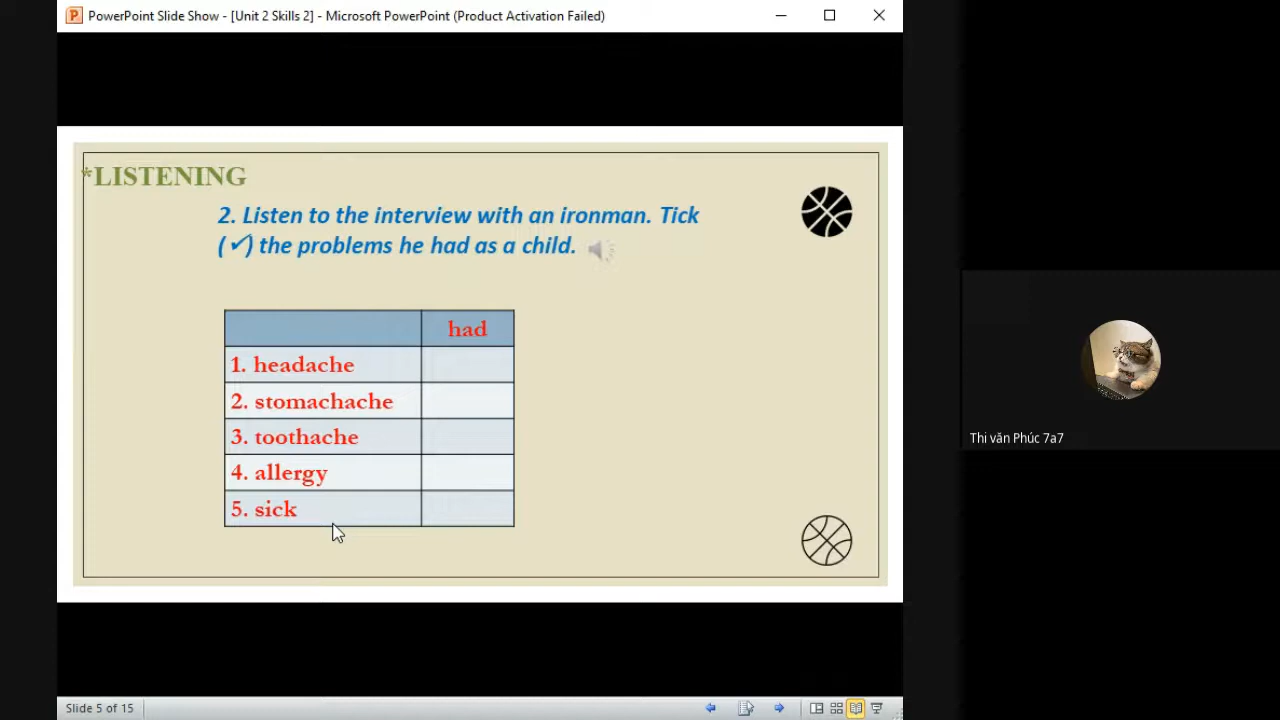 PowerPoint Slide Show - [Unit 2 Skills 2] - Microsoft PowerPoint (Product Activation Failed)
*LISTENING
2. Listen to the interview with an ironman. Tick
(✓) the problems he had as a child.
had
1. headache
2. stomachache
3. toothache
4. allergy
5. sick
Thi văn Phúc 7a7
Slide 5 of 15